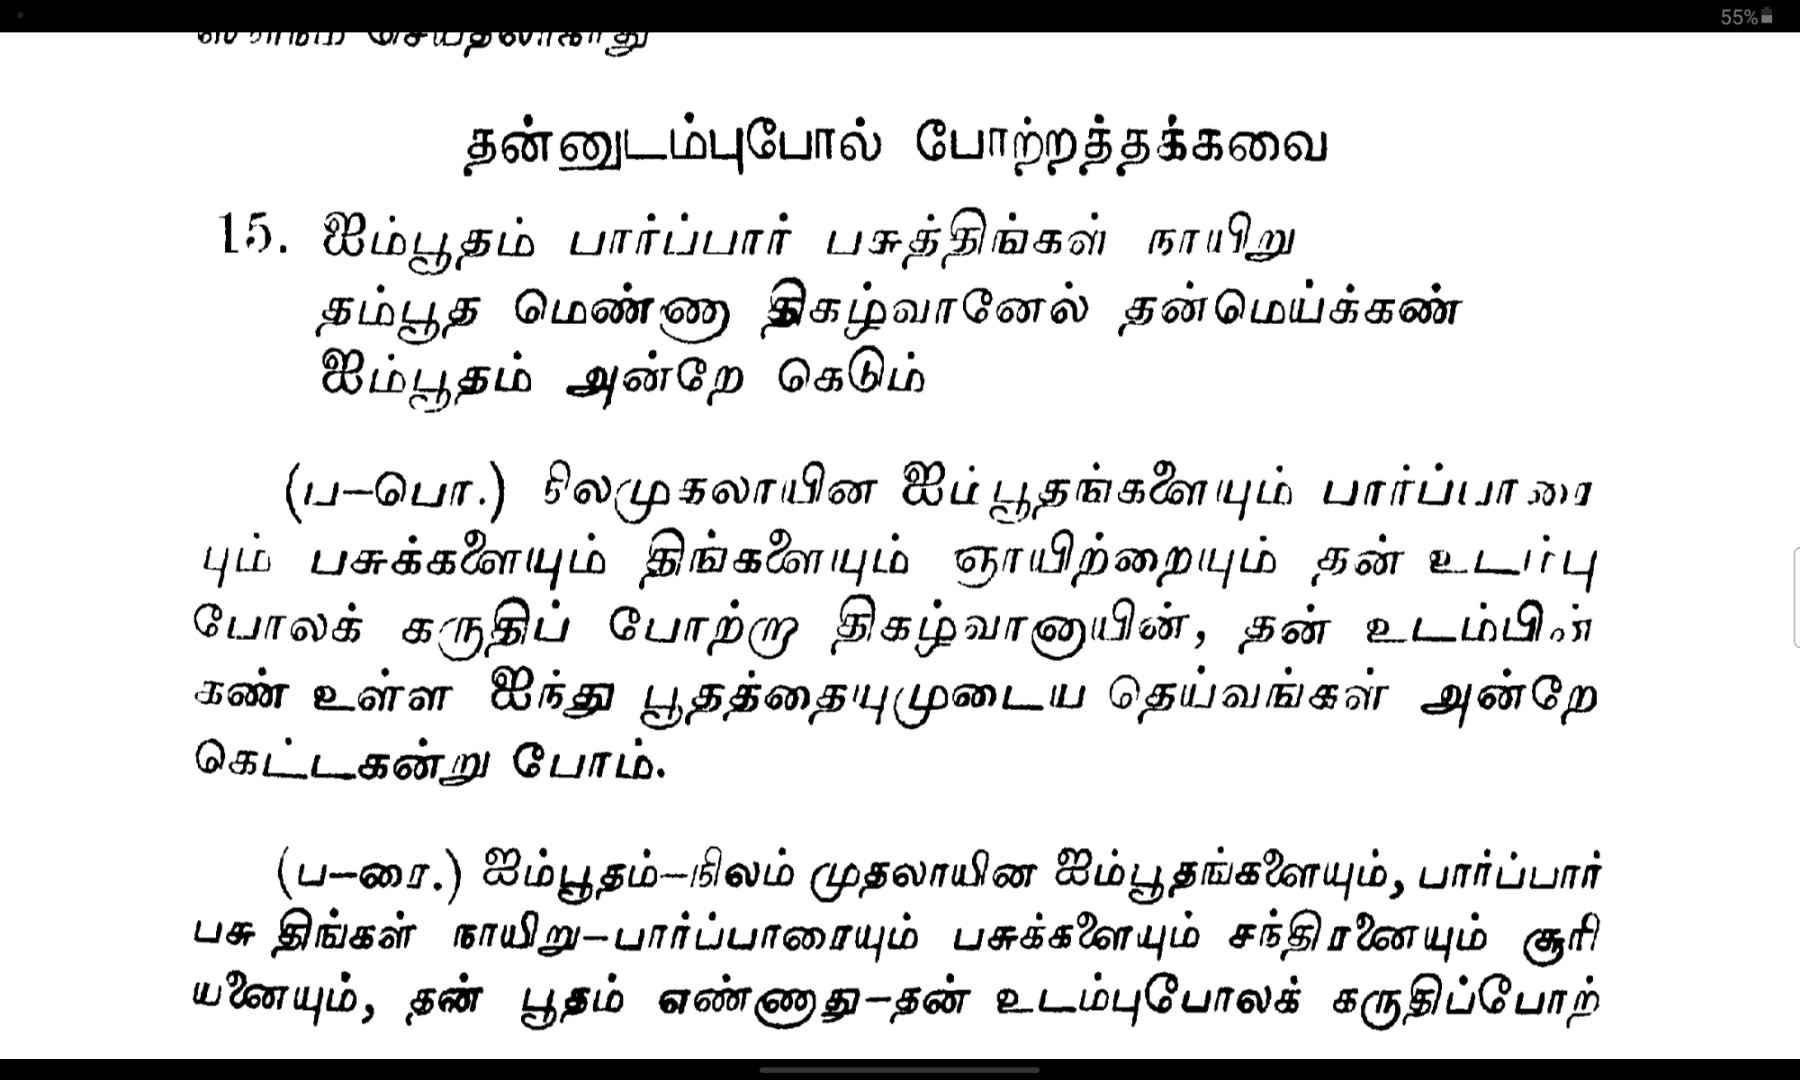 55%
தன்னுடம்புபோல் போற்றத்தக்கவை
15. ஐம்பூதம் பார்ப்பார் பசுத்திங்கள் நாயிறு
தம்பூத மெண்ணா திகழ்வானேல் தன்மெய்க்கண்
ஐம்பூதம் அன்றே கெடும்
(ப-பொ.) நிலமுதலாயின ஐம்பூதங்களையும் பார்ப்பாரை
யும் பசுக்களையும் திங்களையும் ஞாயிற்றையும் தன் உடம்பு
போலக் கருதிப் போற்றா திகழ்வானாயின், தன் உடம்பின்
கண் உள்ள ஐந்து பூதத்தையுமுடைய தெய்வங்கள் அன்றே
கெட்டகன்று போம்.
(ப-ரை.) ஐம்பூதம்-நிலம் முதலாயின ஐம்பூதங்களையும், பார்ப்பார்
பசு திங்கள் நாயிறு-பார்ப்பாரையும் பசுக்களையும் சந்திரனையும் சூரி
யனையும், தன் பூதம் எண்ணாது-தன் உடம்புபோலக் கருதிப்போற்